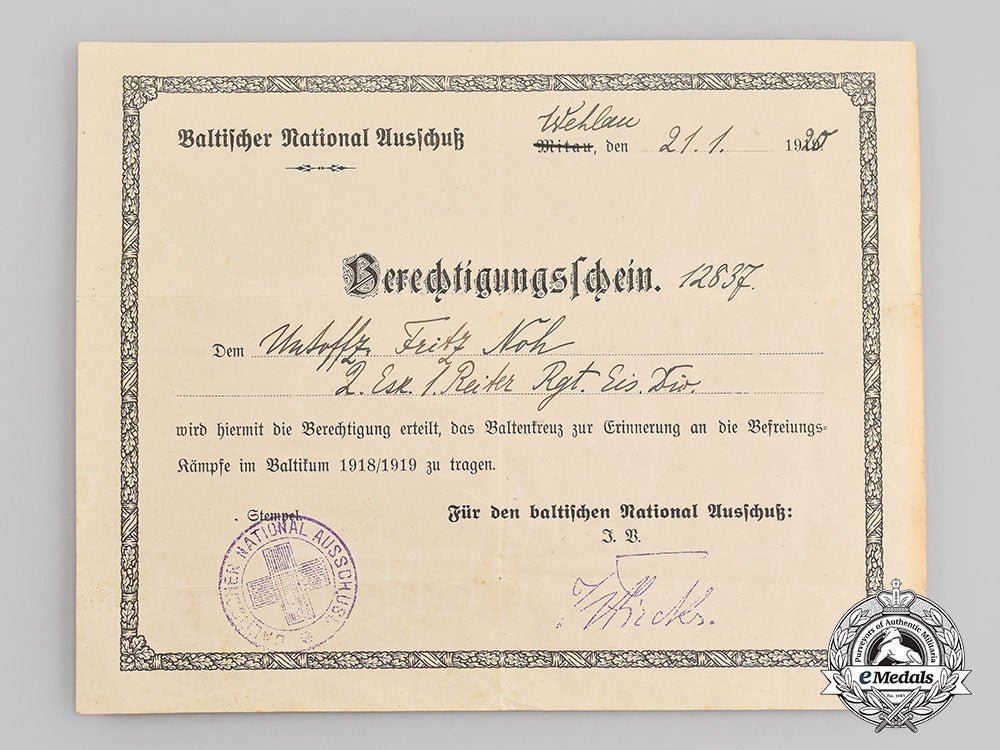 Baltischer National Ausschuß
Wehlau
Mitau, den 21. 1. 1920
Berechtigungsschein. 12837.
Dem Untoffz. Fritz Noh
2. Esk. 1. Reiter Rgt. Eis. Div.
wird hiermit die Berechtigung erteilt, das Baltenkreuz zur Erinnerung an die Befreiungs-
Kämpfe im Baltikum 1918/1919 zu tragen.
Stempel.
BALTISCHER NATIONAL AUSSCHUSS
Für den baltischen National Ausschuß:
I. V.
Purveyors of Authentic Militaria
eMedals